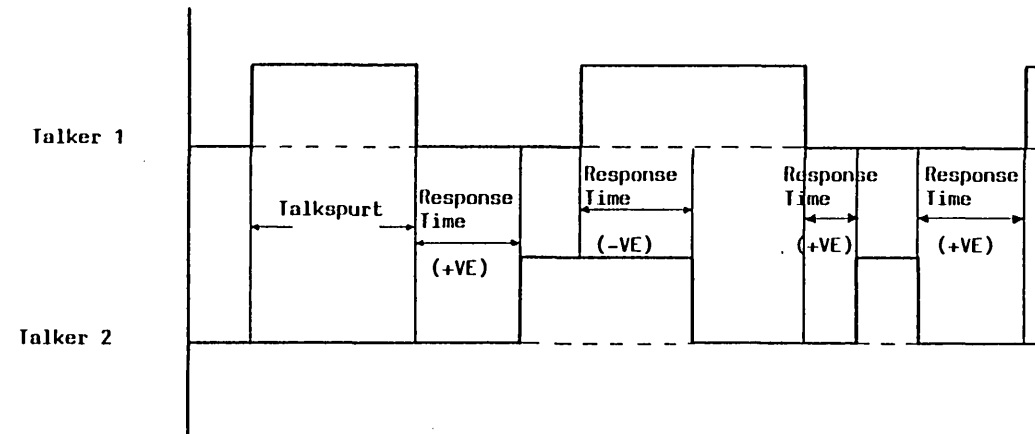 Talker 1
Talkspurt
Response
Time
(+VE)
Response
Time
(-VE)
Response
Time
(+VE)
Response
Time
(+VE)
Talker 2